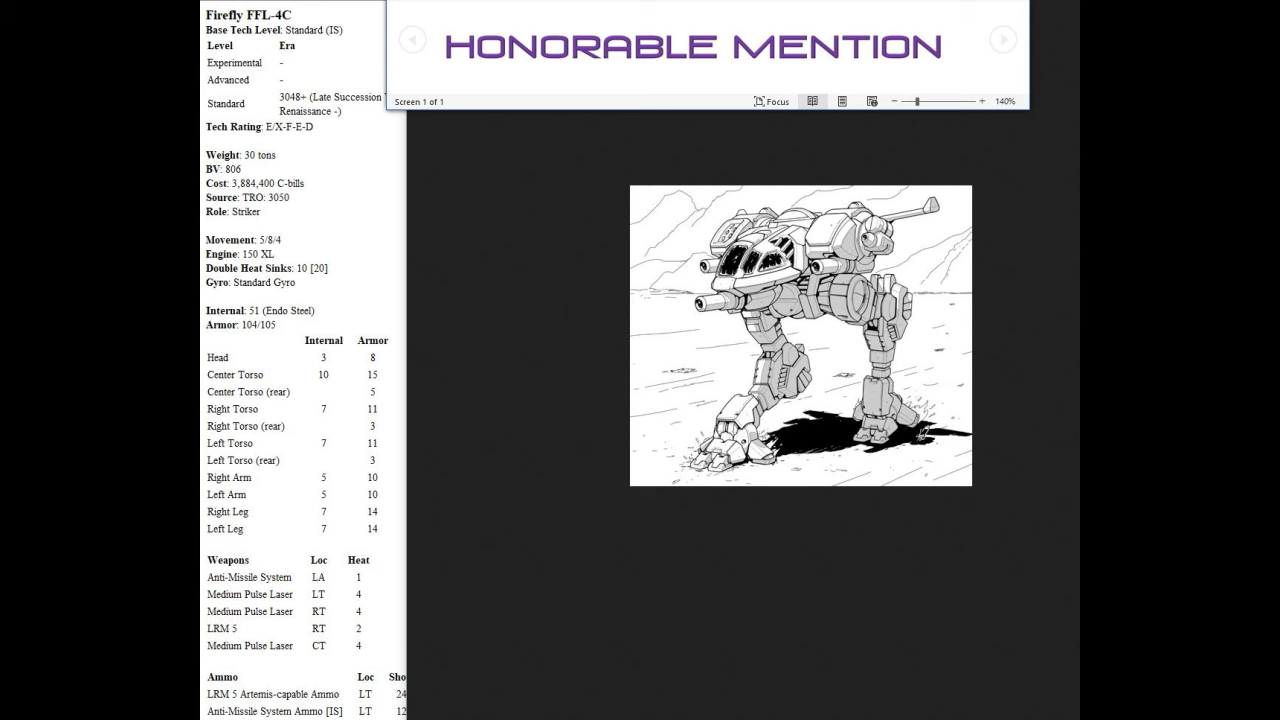 Firefly FFL-4C
Base Tech Level: Standard (IS)
Level Era
Experimental -
Advanced -
Standard 3048+ (Late Succession
Renaissance -)
Tech Rating: E/X-F-E-D
Weight: 30 tons
BV: 806
Cost: 3,884,400 C-bills
Source: TRO: 3050
Role: Striker
Movement: 5/8/4
Engine: 150 XL
Double Heat Sinks: 10 [20]
Gyro: Standard Gyro
Internal: 51 (Endo Steel)
Armor: 104/105
Internal Armor
Head 3 8
Center Torso 10 15
Center Torso (rear) 5
Right Torso 7 11
Right Torso (rear) 3
Left Torso 7 11
Left Torso (rear) 3
Right Arm 5 10
Left Arm 5 10
Right Leg 7 14
Left Leg 7 14
Weapons Loc Heat
Anti-Missile System LA 1
Medium Pulse Laser LT 4
Medium Pulse Laser RT 4
LRM 5 RT 2
Medium Pulse Laser CT 4
Ammo Loc Sho
LRM 5 Artemis-capable Ammo LT 24
Anti-Missile System Ammo [IS] LT 12
HONORABLE MENTION
Screen 1 of 1
Focus
140%